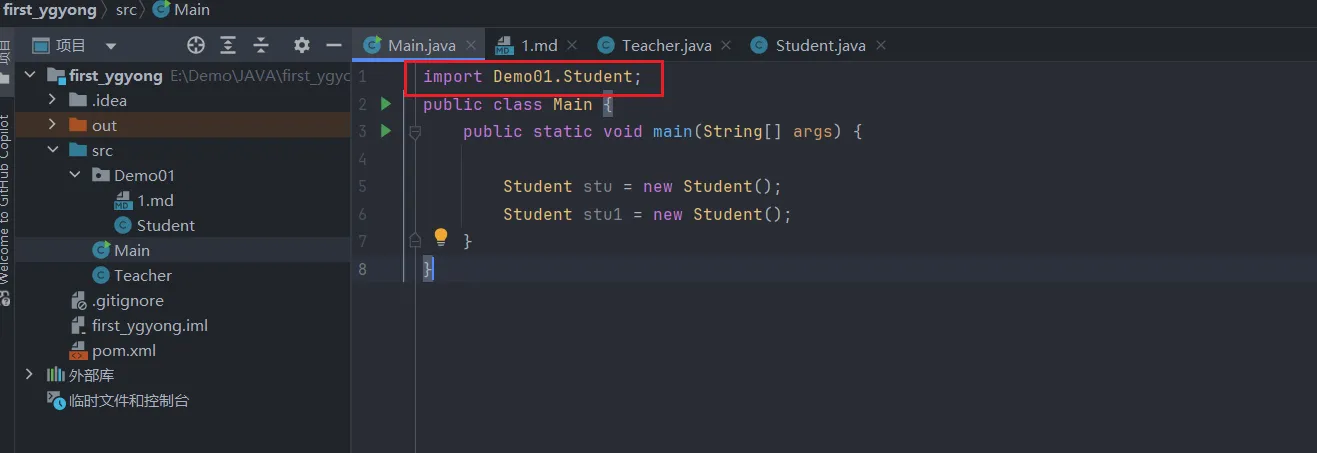 first_ygyong 〉 src 〉 Main
项目
Main.java × 1.md × Teacher.java × Student.java ×
first_ygyong E:\Demo\JAVA\first_ygyc
.idea
out
src
Demo01
1.md
Student
Main
Teacher
.gitignore
first_ygyong.iml
pom.xml
外部库
临时文件和控制台
Welcome to GitHub Copilot
1 import Demo01.Student;
2 public class Main {
3 public static void main(String[] args) {
4
5 Student stu = new Student();
6 Student stu1 = new Student();
7 }
8 }